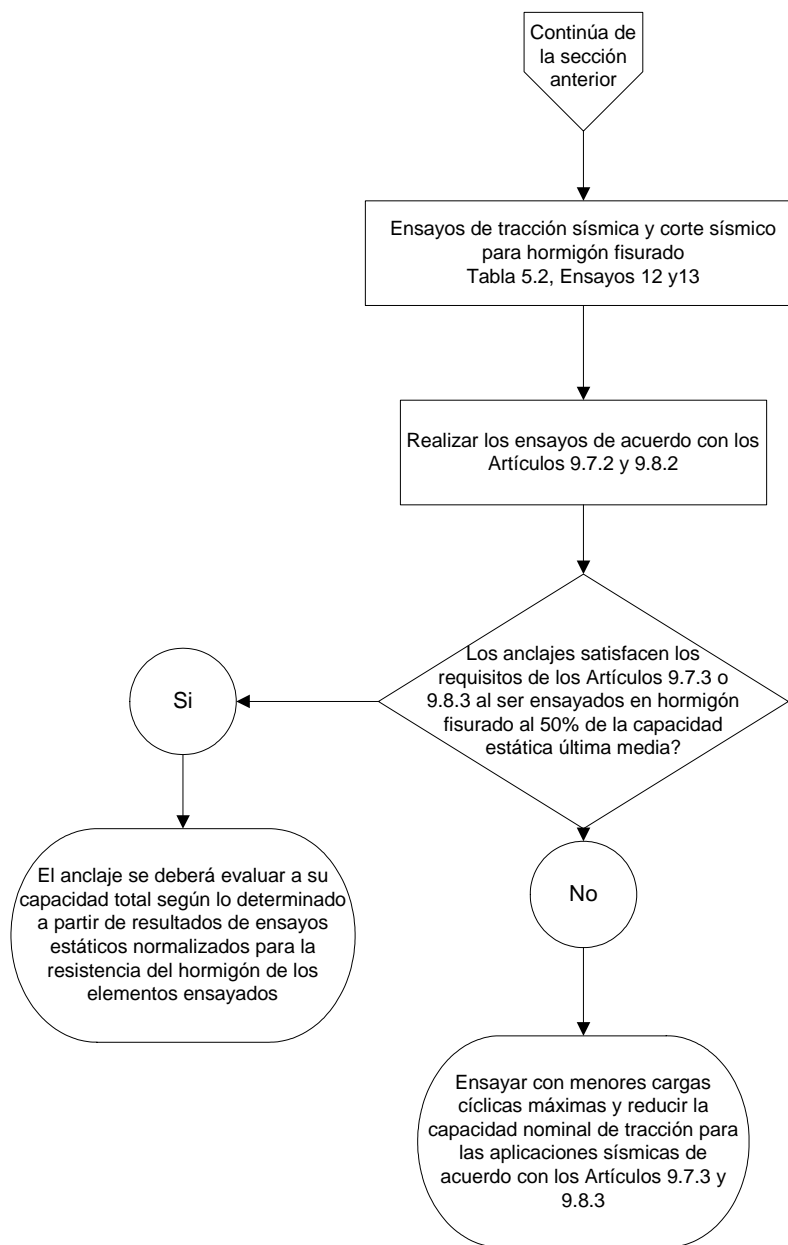 Continúa de
la sección
anterior
Ensayos de tracción sísmica y corte sísmico
para hormigón fisurado
Tabla 5.2, Ensayos 12 y13
Realizar los ensayos de acuerdo con los
Artículos 9.7.2 y 9.8.2
Los anclajes satisfacen los
requisitos de los Artículos 9.7.3 o
9.8.3 al ser ensayados en hormigón
fisurado al 50% de la capacidad
estática última media?
Si
El anclaje se deberá evaluar a su
capacidad total según lo determinado
a partir de resultados de ensayos
estáticos normalizados para la
resistencia del hormigón de los
elementos ensayados
No
Ensayar con menores cargas
cíclicas máximas y reducir la
capacidad nominal de tracción para
las aplicaciones sísmicas de
acuerdo con los Artículos 9.7.3 y
9.8.3